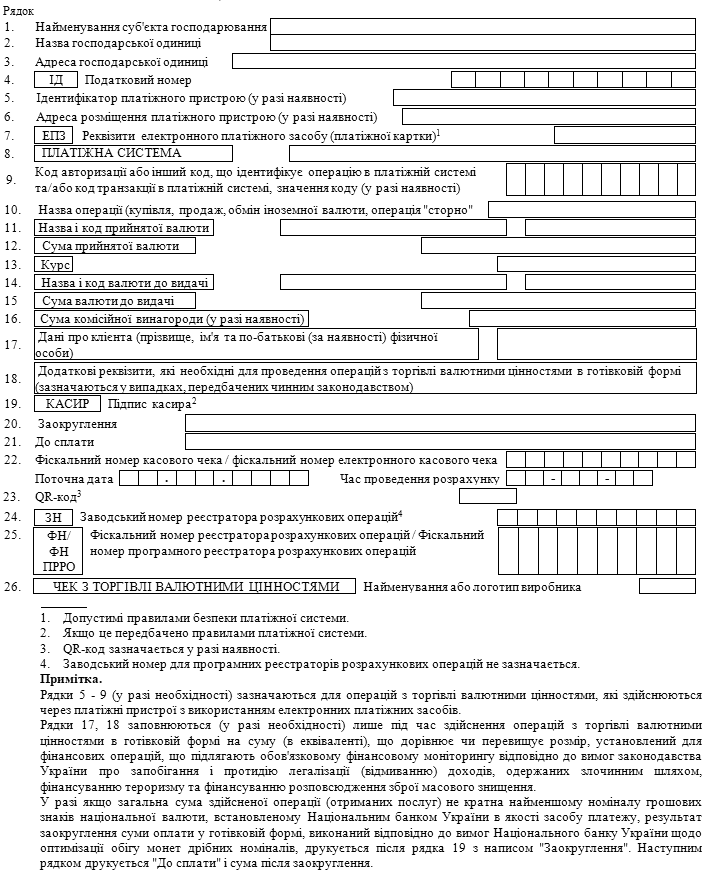 Рядок
1. Найменування суб'єкта господарювання
2. Назва господарської одиниці
3. Адреса господарської одиниці
4. ІД Податковий номер
5. Ідентифікатор платіжного пристрою (у разі наявності)
6. Адреса розміщення платіжного пристрою (у разі наявності)
7. ЕПЗ Реквізити електронного платіжного засобу (платіжної картки)1
8. ПЛАТІЖНА СИСТЕМА
9. Код авторизації або інший код, що ідентифікує операцію в платіжній системі
та/або код транзакції в платіжній системі, значення коду (у разі наявності)
10. Назва операції (купівля, продаж, обмін іноземної валюти, операція "сторно"
11. Назва і код прийнятої валюти
12. Сума прийнятої валюти
13. Курс
14. Назва і код валюти до видачі
15 Сума валюти до видачі
16. Сума комісійної винагороди (у разі наявності)
17. Дані про клієнта (прізвище, ім'я та по-батькові (за наявності) фізичної
особи)
18. Додаткові реквізити, які необхідні для проведення операцій з торгівлі валютними цінностями в готівковій формі
(зазначаються у випадках, передбачених чинним законодавством)
19. КАСИР Підпис касира2
20. Заокруглення
21. До сплати
22. Фіскальний номер касового чека / фіскальний номер електронного касового чека
Поточна дата . . Час проведення розрахунку - -
23. QR-код3
24. ЗН Заводський номер реєстратора розрахункових операцій4
25. ФН/ Фіскальний номер реєстратора розрахункових операцій / Фіскальний
ФН номер програмного реєстратора розрахункових операцій
ПРРО
26. ЧЕК З ТОРГІВЛІ ВАЛЮТНИМИ ЦІННОСТЯМИ Найменування або логотип виробника
1. Допустимі правилами безпеки платіжної системи.
2. Якщо це передбачено правилами платіжної системи.
3. QR-код зазначається у разі наявності.
4. Заводський номер для програмних реєстраторів розрахункових операцій не зазначається.
Примітка.
Рядки 5 - 9 (у разі необхідності) зазначаються для операцій з торгівлі валютними цінностями, які здійснюються
через платіжні пристрої з використанням електронних платіжних засобів.
Рядки 17, 18 заповнюються (у разі необхідності) лише під час здійснення операцій з торгівлі валютними
цінностями в готівковій формі на суму (в еквіваленті), що дорівнює чи перевищує розмір, установлений для
фінансових операцій, що підлягають обов'язковому фінансовому моніторингу відповідно до вимог законодавства
України про запобігання і протидію легалізації (відмиванню) доходів, одержаних злочинним шляхом,
фінансуванню тероризму та фінансуванню розповсюдження зброї масового знищення.
У разі якщо загальна сума здійсненої операції (отриманих послуг) не кратна найменшому номіналу грошових
знаків національної валюти, встановленому Національним банком України в якості засобу платежу, результат
заокруглення суми оплати у готівковій формі, виконаний відповідно до вимог Національного банку України щодо
оптимізації обігу монет дрібних номіналів, друкується після рядка 19 з написом "Заокруглення". Наступним
рядком друкується "До сплати" і сума після заокруглення.